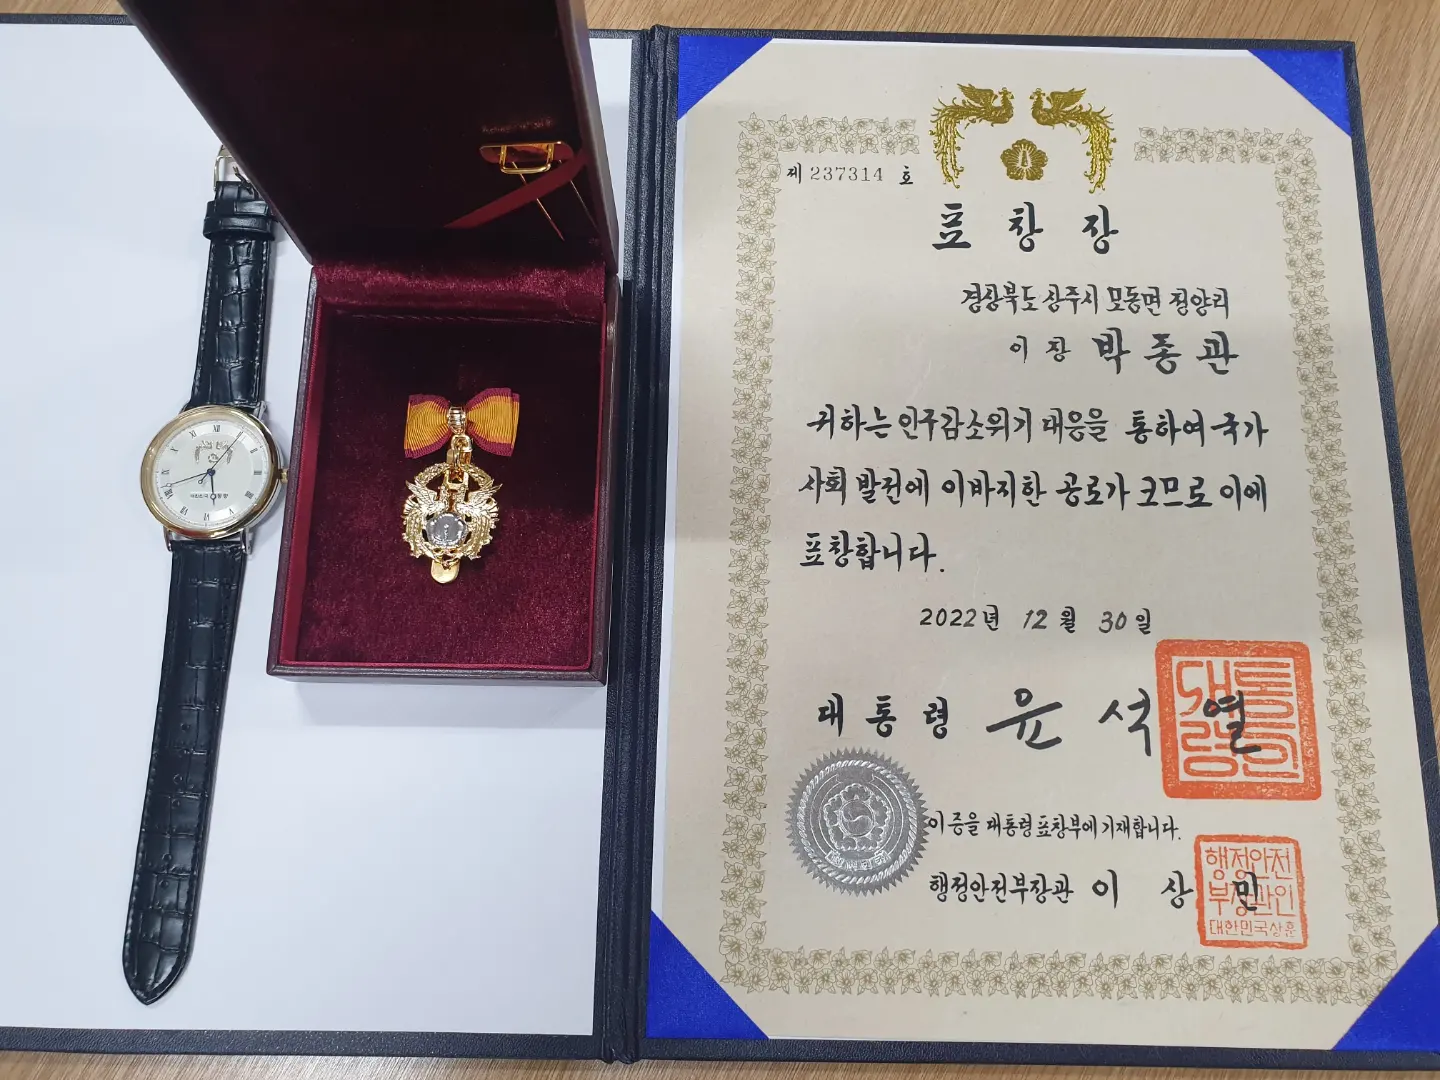 제 237314 호
표 창 장
경상북도 상주시 모동면 정양리
이 장 박 종 관
귀하는 인구감소위기 대응을 통하여 국가
사회 발전에 이바지한 공로가 크므로 이에
표창합니다.
2022년 12월 30일
대 통 령 윤 석 열
대통
령인
이 증을 대통령표창부에 기재합니다.
행정안전부장관 이 상 민
행정안전
부장관인
대한민국상훈